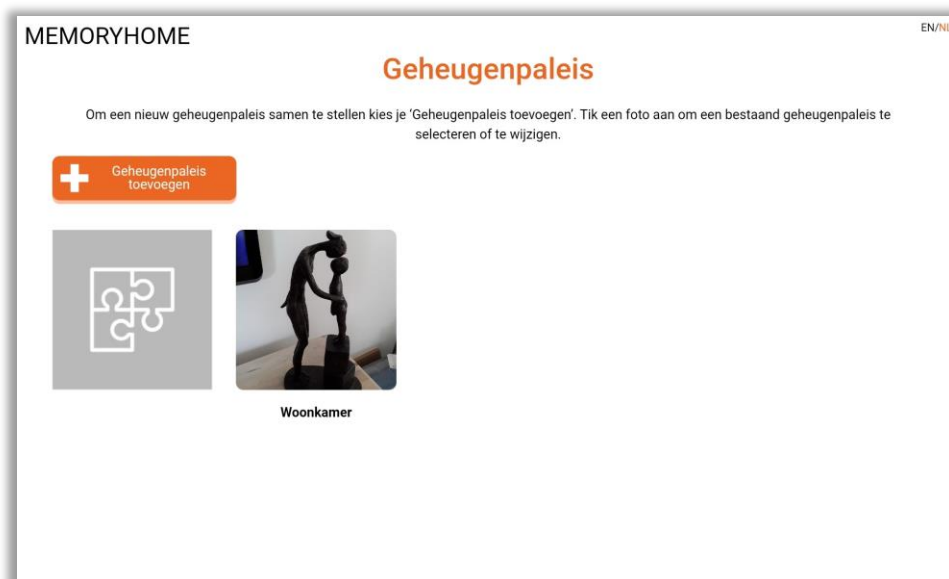 MEMORYHOME
EN/NL
Geheugenpaleis
Om een nieuw geheugenpaleis samen te stellen kies je ‘Geheugenpaleis toevoegen’. Tik een foto aan om een bestaand geheugenpaleis te
selecteren of te wijzigen.
Geheugenpaleis
toevoegen
Woonkamer